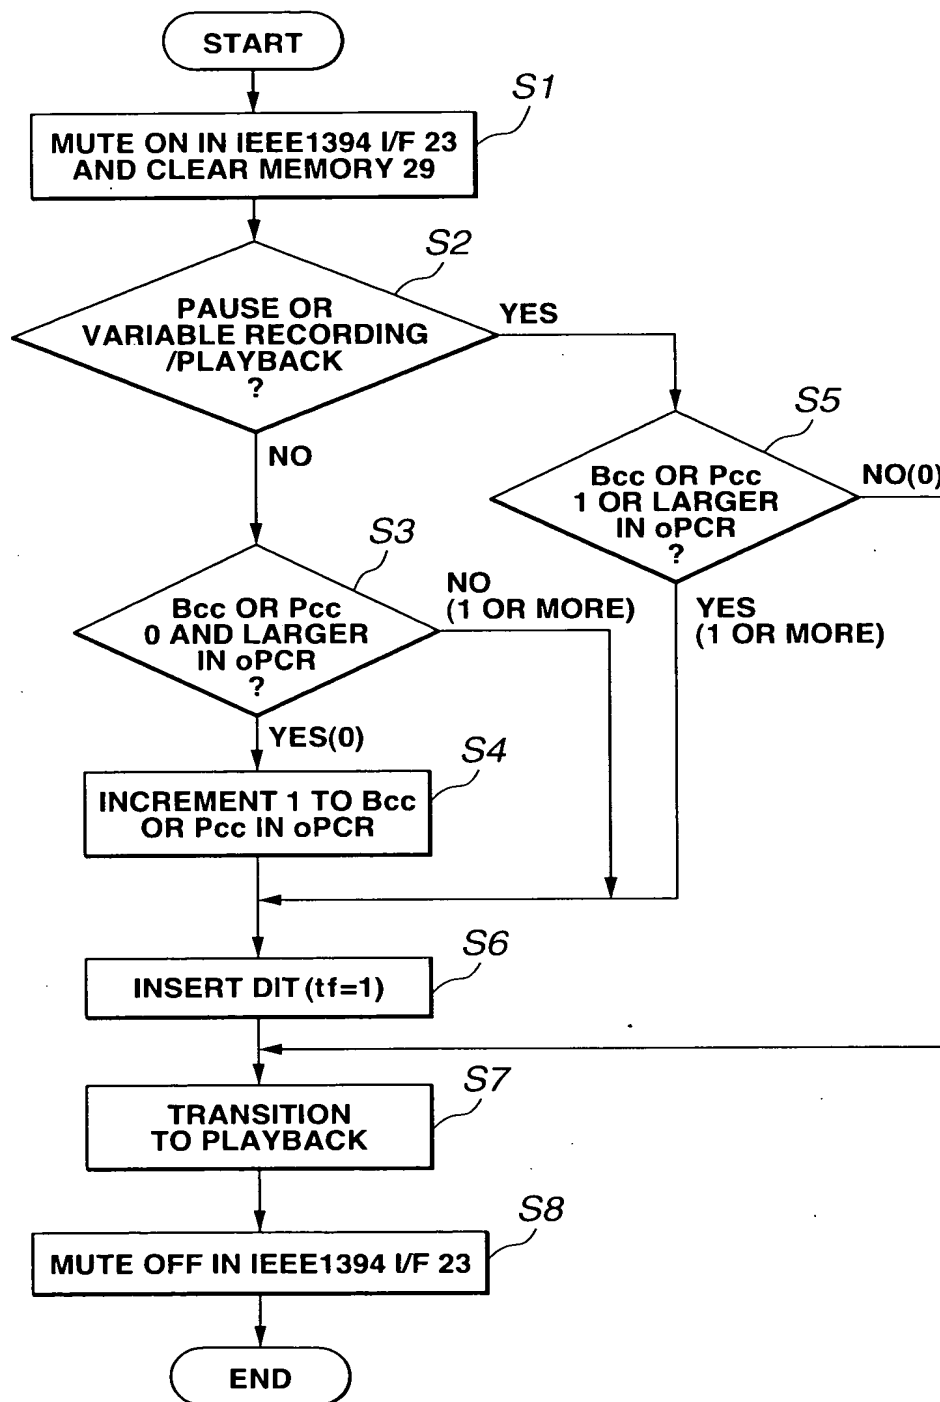 START
S1
MUTE ON IN IEEE1394 I/F 23
AND CLEAR MEMORY 29
S2
PAUSE OR
VARIABLE RECORDING
/PLAYBACK
?
YES
NO
S5
Bcc OR Pcc
1 OR LARGER
IN oPCR
?
NO(0)
YES
(1 OR MORE)
S3
Bcc OR Pcc
0 AND LARGER
IN oPCR
?
NO
(1 OR MORE)
YES(0)
S4
INCREMENT 1 TO Bcc
OR Pcc IN oPCR
S6
INSERT DIT (tf=1)
S7
TRANSITION
TO PLAYBACK
S8
MUTE OFF IN IEEE1394 I/F 23
END